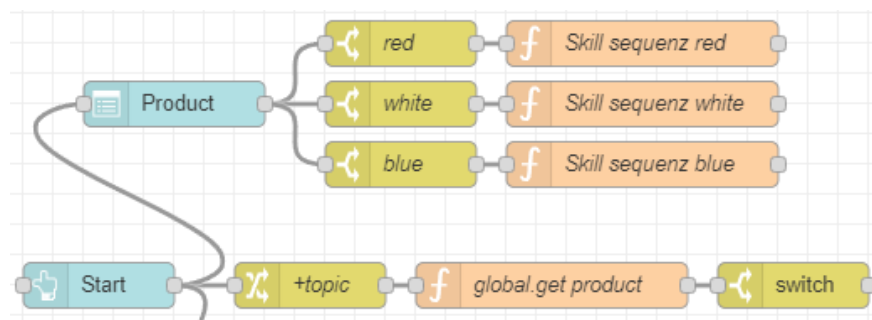 red
Skill sequenz red
Product
white
Skill sequenz white
blue
Skill sequenz blue
Start
+topic
global.get product
switch